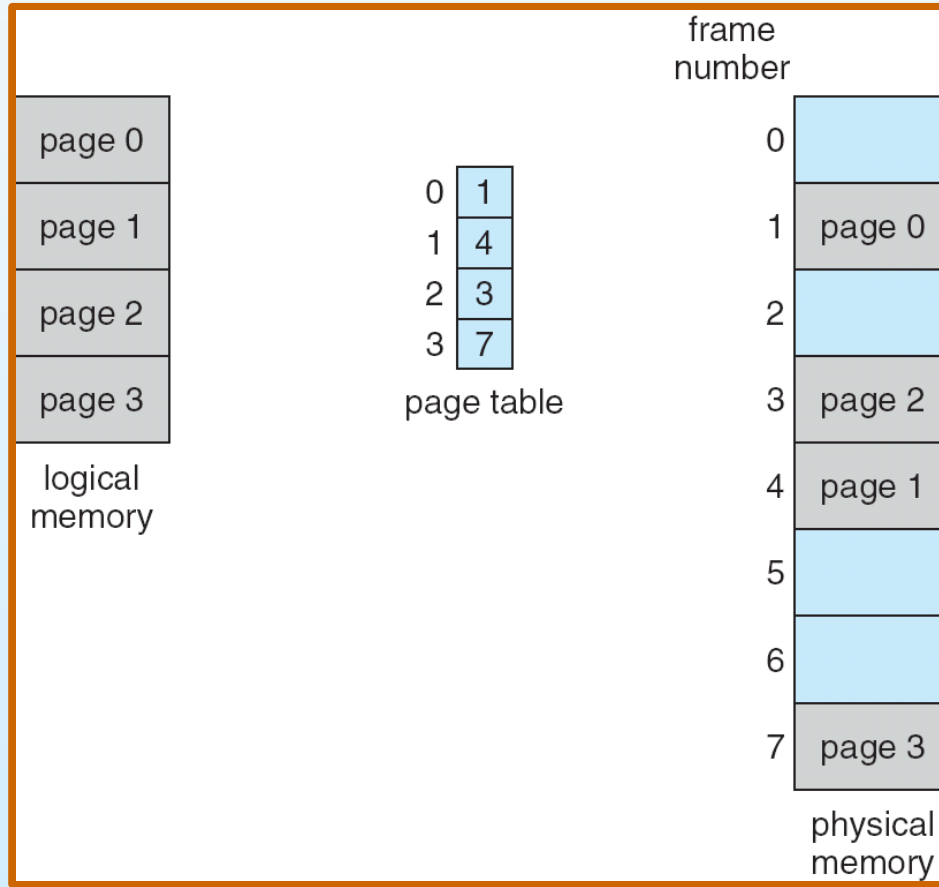 frame
number
page 0
page 1
page 2
page 3
logical
memory
0 1
1 4
2 3
3 7
page table
0
1 page 0
2
3 page 2
4 page 1
5
6
7 page 3
physical
memory